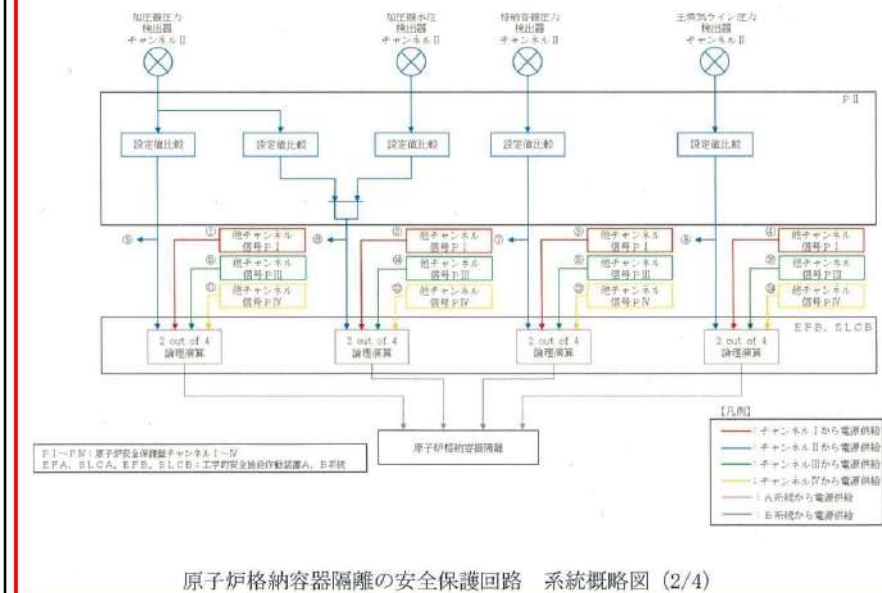 加圧器圧力
検出器
チャンネルⅡ
加圧器水位
検出器
チャンネルⅡ
格納容器圧力
検出器
チャンネルⅡ
主蒸気ライン圧力
検出器
チャンネルⅡ
PⅡ
設定値比較
設定値比較
設定値比較
設定値比較
設定値比較
他チャンネル
信号PⅠ
他チャンネル
信号PⅢ
他チャンネル
信号PⅣ
他チャンネル
信号PⅠ
他チャンネル
信号PⅢ
他チャンネル
信号PⅣ
他チャンネル
信号PⅠ
他チャンネル
信号PⅢ
他チャンネル
信号PⅣ
他チャンネル
信号PⅠ
他チャンネル
信号PⅢ
他チャンネル
信号PⅣ
EFB、SLCB
2 out of 4
論理演算
2 out of 4
論理演算
2 out of 4
論理演算
2 out of 4
論理演算
原子炉格納容器隔離
PⅠ~PⅣ:原子炉安全保護盤チャンネルⅠ~Ⅳ
EFA、SLCA、EFB、SLCB:工学的安全施設作動装置A、B系統
【凡例】
:チャンネルⅠから電源供給
:チャンネルⅡから電源供給
:チャンネルⅢから電源供給
:チャンネルⅣから電源供給
:A系統から電源供給
:B系統から電源供給
原子炉格納容器隔離の安全保護回路 系統概略図 (2/4)